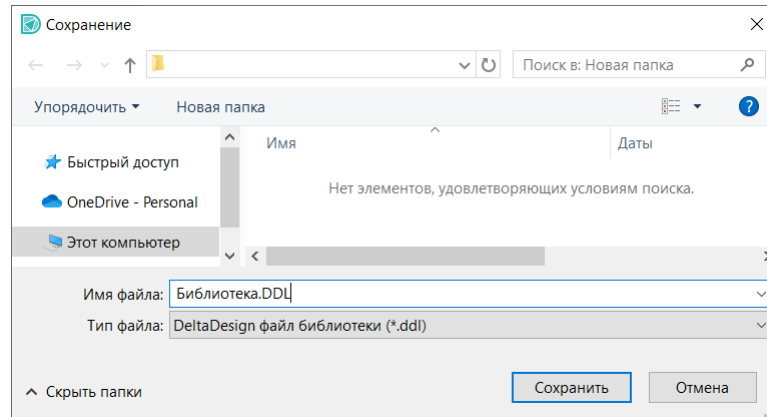 Сохранение
Поиск в: Новая папка
Упорядочить Новая папка
Имя Даты
Быстрый доступ
Нет элементов, удовлетворяющих условиям поиска.
OneDrive - Personal
Этот компьютер
Имя файла: Библиотека.DDL
Тип файла: DeltaDesign файл библиотеки (*.ddl)
Скрыть папки Сохранить Отмена